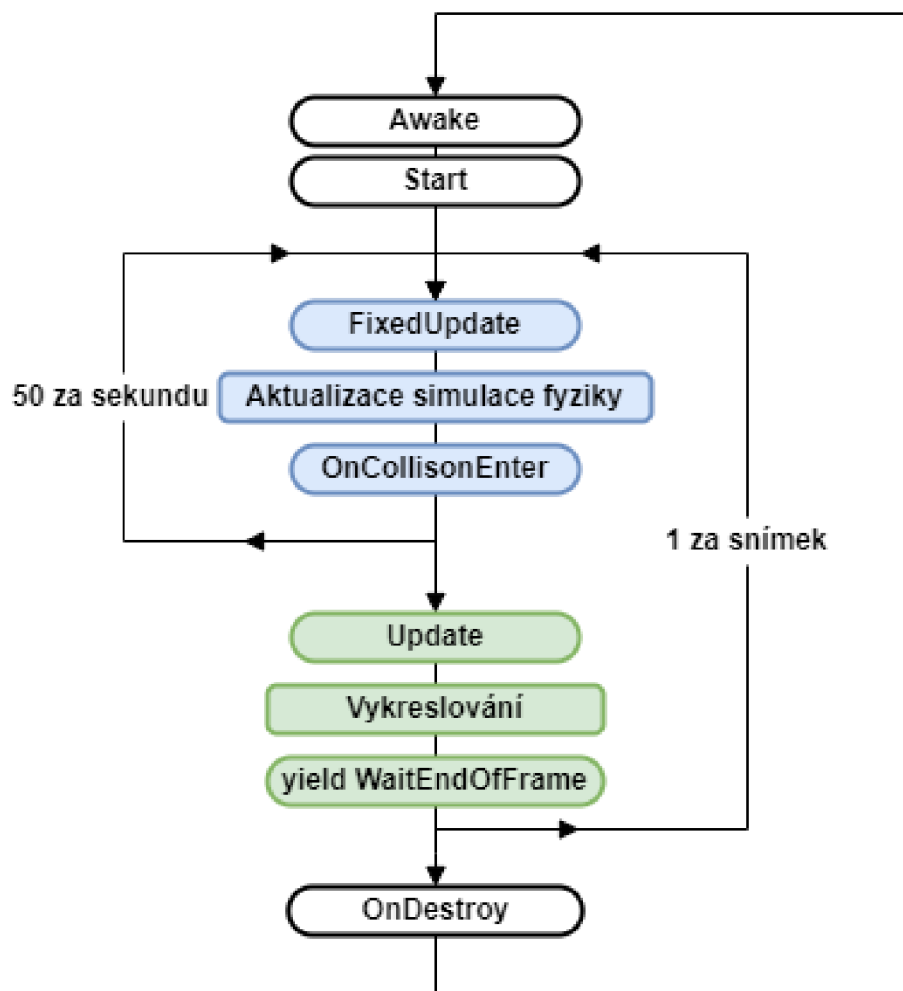 Awake
Start
FixedUpdate
50 za sekundu
Aktualizace simulace fyziky
OnCollisonEnter
1 za snímek
Update
Vykreslování
yield WaitEndOfFrame
OnDestroy